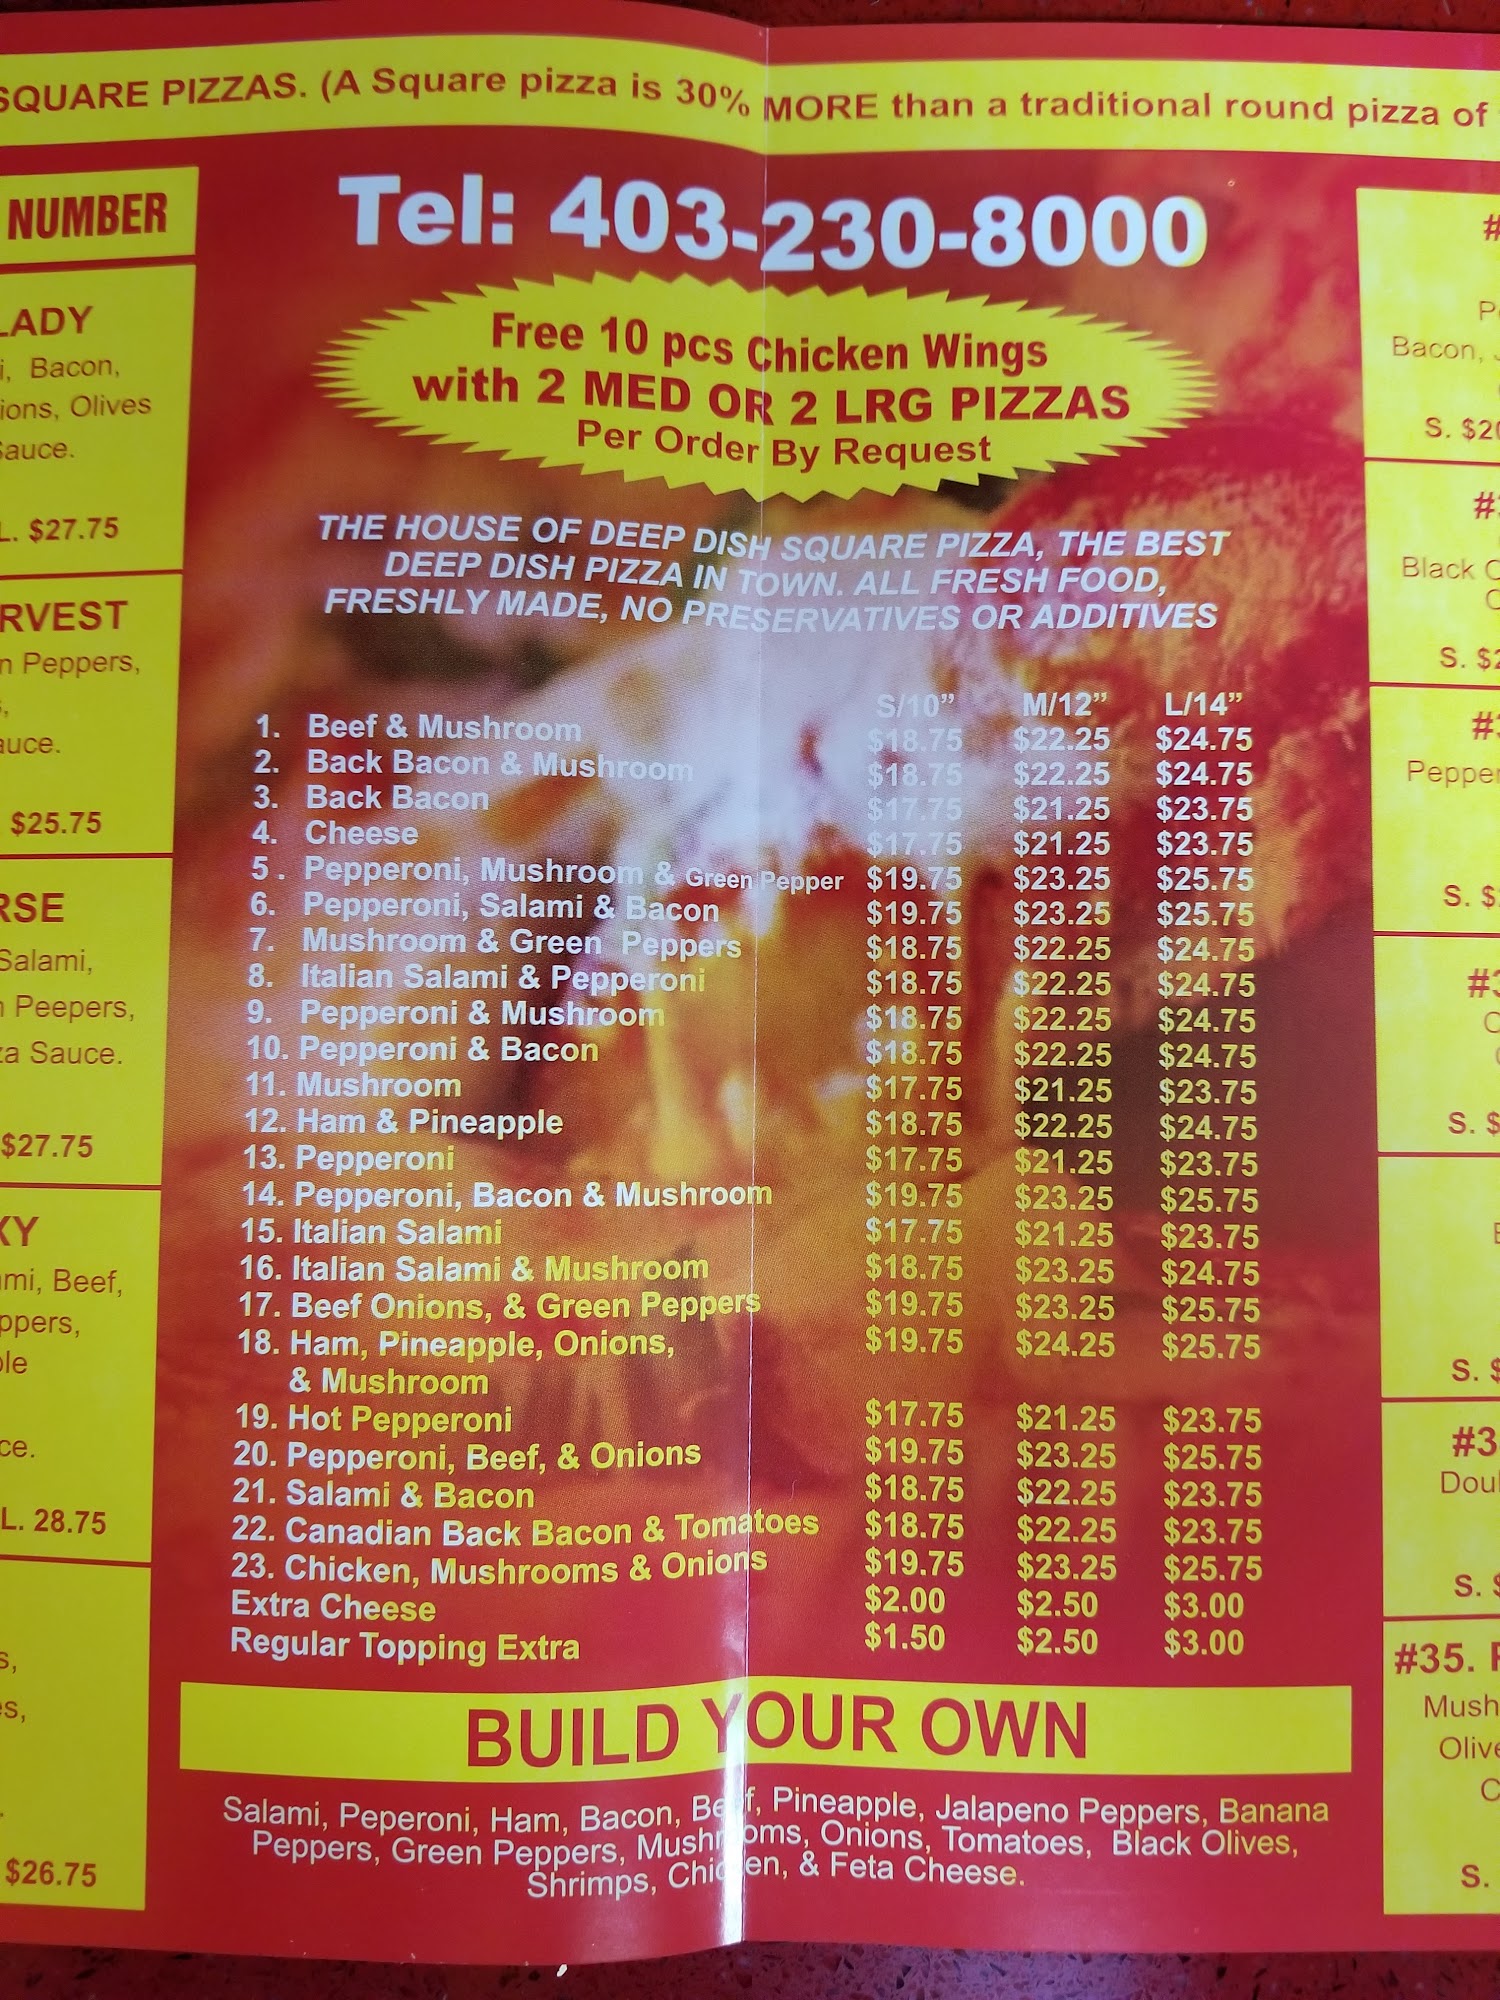 SQUARE PIZZAS. (A Square pizza is 30% MORE than a traditional round pizza of
NUMBER
LADY
Bacon,
Olives
Sauce.
L. $27.75
RVEST
Peppers,
auce.
$25.75
RSE
Salami,
Peepers,
za Sauce.
$27.75
XY
ami, Beef,
ppers,
ple
ce.
L. 28.75
s,
es,
$26.75
Tel: 403-230-8000
Free 10 pcs Chicken Wings
with 2 MED OR 2 LRG PIZZAS
Per Order By Request
THE HOUSE OF DEEP DISH SQUARE PIZZA, THE BEST
DEEP DISH PIZZA IN TOWN. ALL FRESH FOOD,
FRESHLY MADE, NO PRESERVATIVES OR ADDITIVES
S/10” M/12” L/14”
1. Beef & Mushroom $18.75 $22.25 $24.75
2. Back Bacon & Mushroom $18.75 $22.25 $24.75
3. Back Bacon $17.75 $21.25 $23.75
4. Cheese $17.75 $21.25 $23.75
5 . Pepperoni, Mushroom & Green Pepper $19.75 $23.25 $25.75
6. Pepperoni, Salami & Bacon $19.75 $23.25 $25.75
7. Mushroom & Green Peppers $18.75 $22.25 $24.75
8. Italian Salami & Pepperoni $18.75 $22.25 $24.75
9. Pepperoni & Mushroom $18.75 $22.25 $24.75
10. Pepperoni & Bacon $18.75 $22.25 $24.75
11. Mushroom $17.75 $21.25 $23.75
12. Ham & Pineapple $18.75 $22.25 $24.75
13. Pepperoni $17.75 $21.25 $23.75
14. Pepperoni, Bacon & Mushroom $19.75 $23.25 $25.75
15. Italian Salami $17.75 $21.25 $23.75
16. Italian Salami & Mushroom $18.75 $23.25 $24.75
17. Beef Onions, & Green Peppers $19.75 $23.25 $25.75
18. Ham, Pineapple, Onions, $19.75 $24.25 $25.75
& Mushroom
19. Hot Pepperoni $17.75 $21.25 $23.75
20. Pepperoni, Beef, & Onions $19.75 $23.25 $25.75
21. Salami & Bacon $18.75 $22.25 $23.75
22. Canadian Back Bacon & Tomatoes $18.75 $22.25 $23.75
23. Chicken, Mushrooms & Onions $19.75 $23.25 $25.75
Extra Cheese $2.00 $2.50 $3.00
Regular Topping Extra $1.50 $2.50 $3.00
BUILD YOUR OWN
Salami, Peperoni, Ham, Bacon, Beef, Pineapple, Jalapeno Peppers, Banana
Peppers, Green Peppers, Mushrooms, Onions, Tomatoes, Black Olives,
Shrimps, Chicken, & Feta Cheese.
#
Bacon,
S. $20
#
Black
S. $2
#
Pepper
S. $
#3
S. $
S. $
#3
Dou
S. $
#35.
Mush
Olive
S.